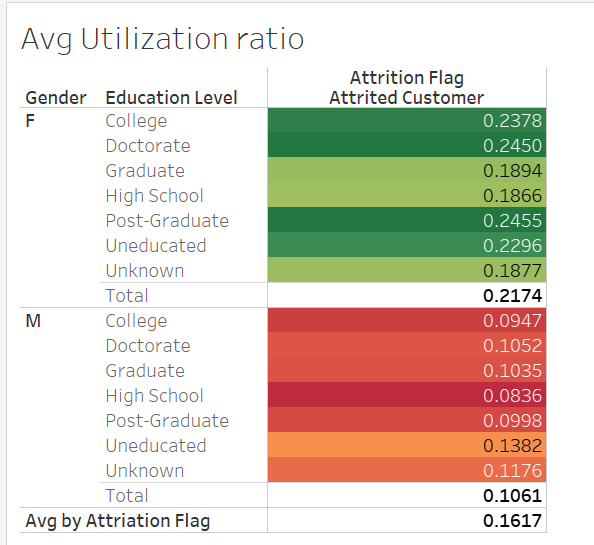 Avg Utilization ratio
Attrition Flag
Gender Education Level Attrited Customer
F College 0.2378
Doctorate 0.2450
Graduate 0.1894
High School 0.1866
Post-Graduate 0.2455
Uneducated 0.2296
Unknown 0.1877
Total 0.2174
M College 0.0947
Doctorate 0.1052
Graduate 0.1035
High School 0.0836
Post-Graduate 0.0998
Uneducated 0.1382
Unknown 0.1176
Total 0.1061
Avg by Attriation Flag 0.1617